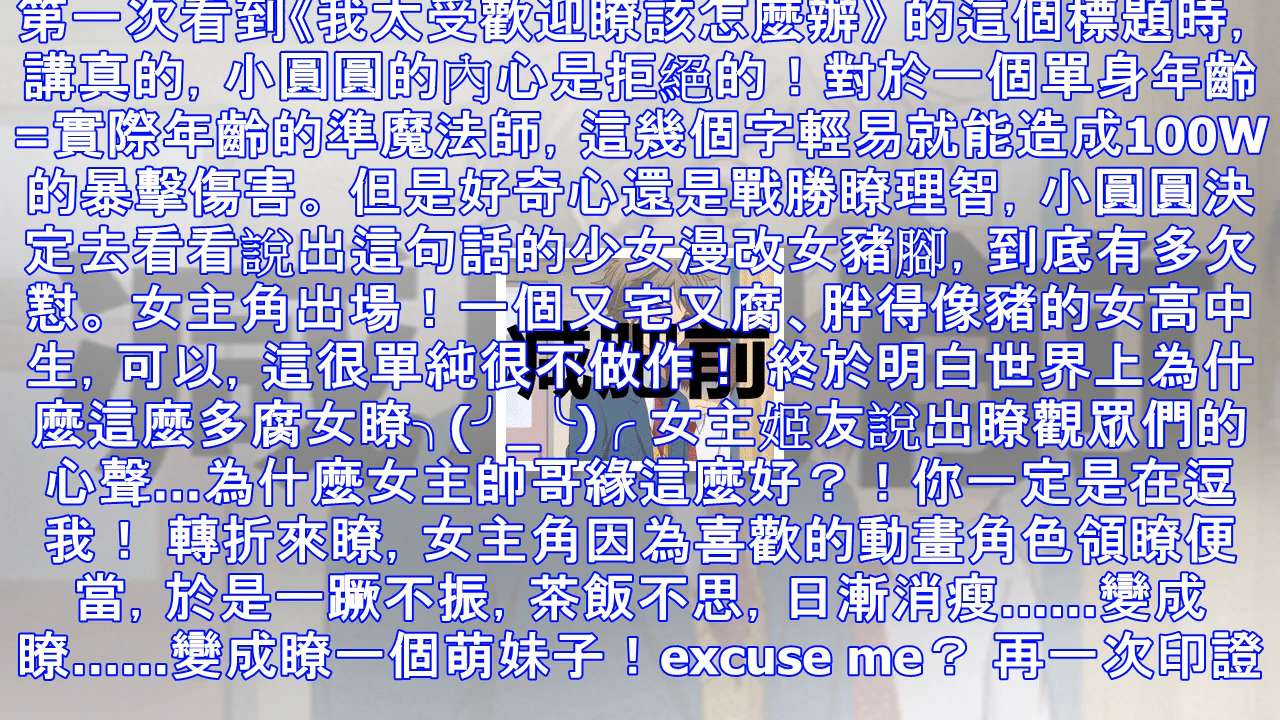 第一次看到《我太受歡迎瞭該怎麼辦》的這個標題時,
講真的, 小圓圓的內心是拒絕的！對於一個單身年齡
=實際年齡的準魔法師, 這幾個字輕易就能造成100W
的暴擊傷害。但是好奇心還是戰勝瞭理智, 小圓圓決
定去看看說出這句話的少女漫改女豬腳, 到底有多欠
懟。女主角出場！一個又宅又腐、胖得像豬的女高中
生, 可以, 這很單純很不做作！ 終於明白世界上為什
麼這麼多腐女瞭╮(╯_╰)╭ 女主姬友說出瞭觀眾們的
心聲...為什麼女主帥哥緣這麼好？！你一定是在逗
我！ 轉折來瞭, 女主角因為喜歡的動畫角色領瞭便
當, 於是一蹶不振, 茶飯不思, 日漸消瘦......變成
瞭......變成瞭一個萌妹子！excuse me？ 再一次印證
减肥前